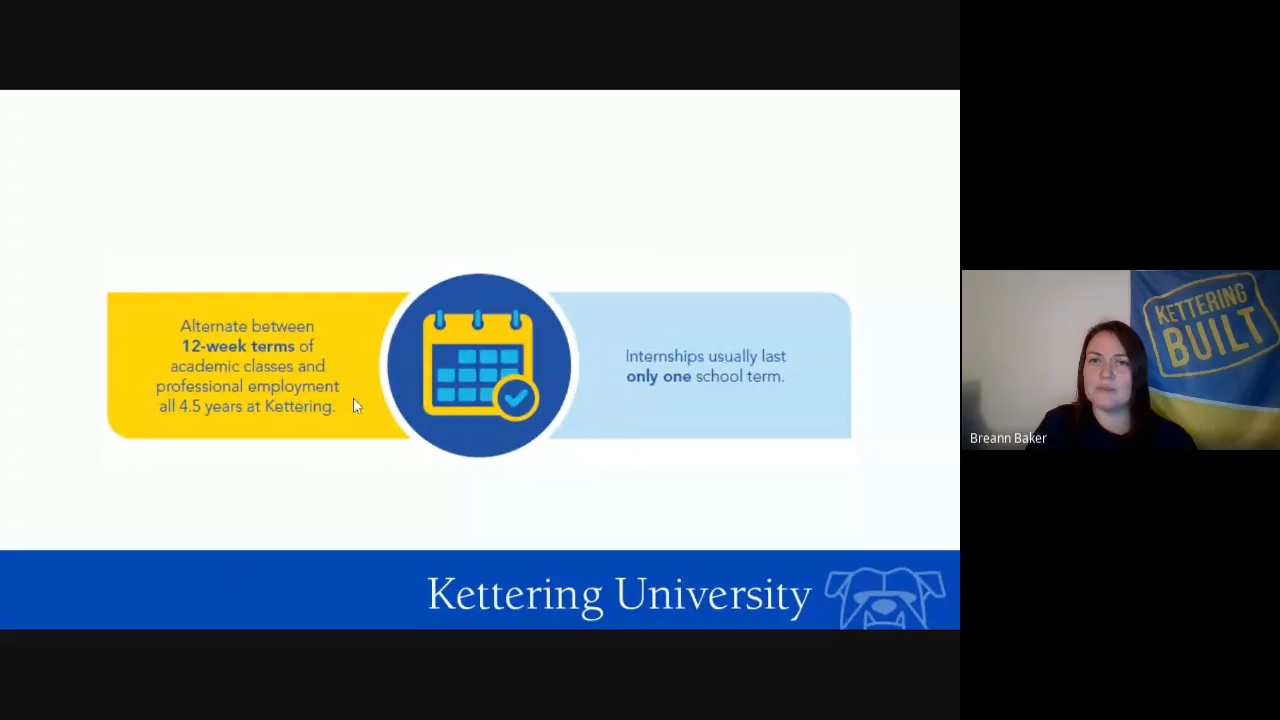 Alternate between
12-week terms of
academic classes and
professional employment
all 4.5 years at Kettering.
Internships usually last
only one school term.
Kettering University
KETTERING
BUILT
Breann Baker